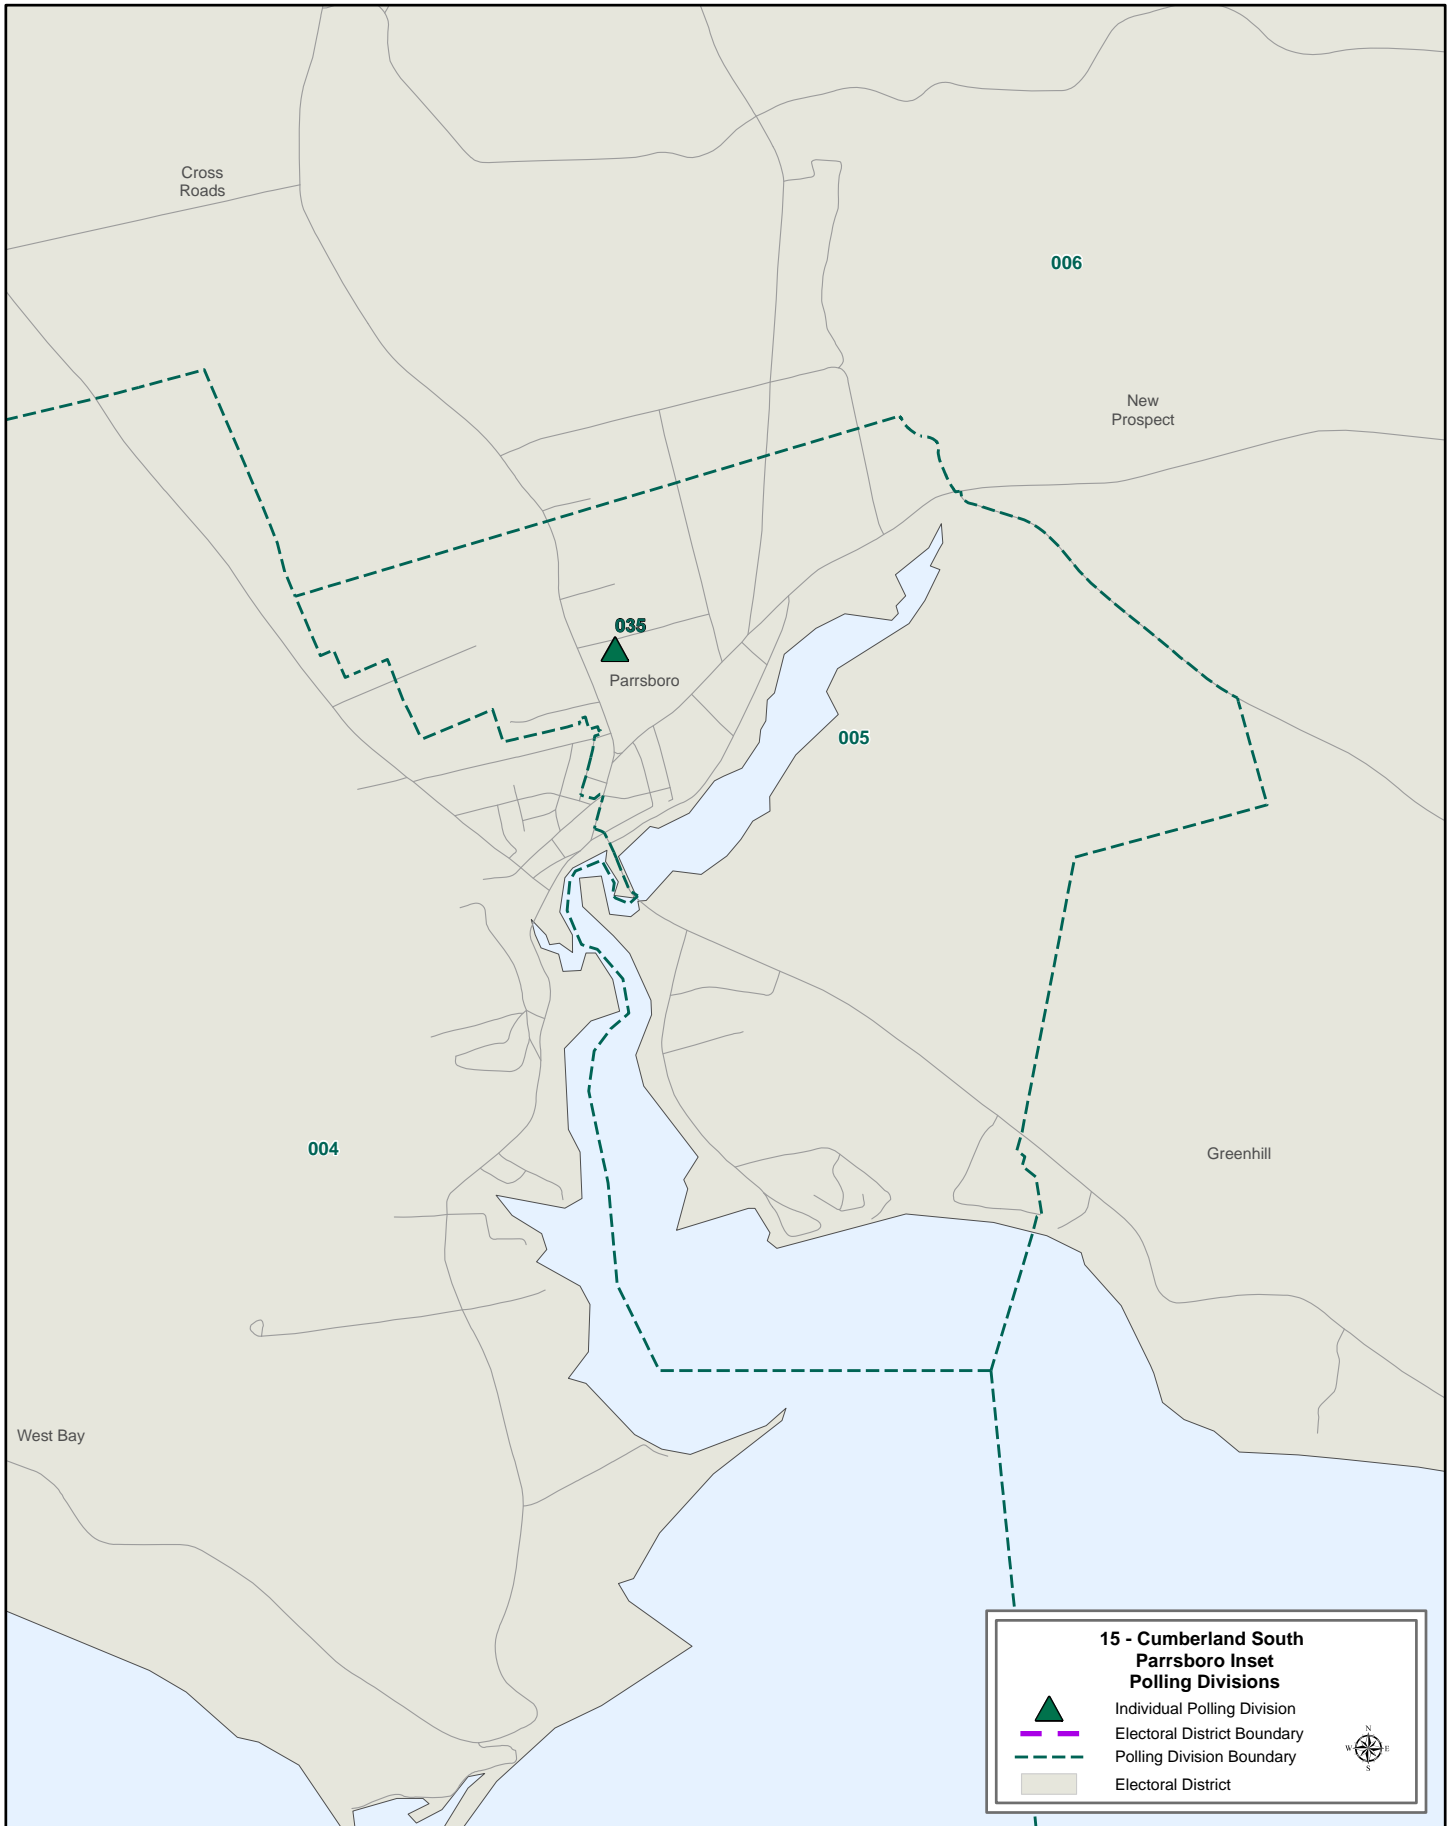 Cross
Roads
006
New
Prospect
035
Parrsboro
005
004
Greenhill
West Bay
15 - Cumberland South
Parrsboro Inset
Polling Divisions
Individual Polling Division
Electoral District Boundary
Polling Division Boundary
Electoral District
N
W E
S